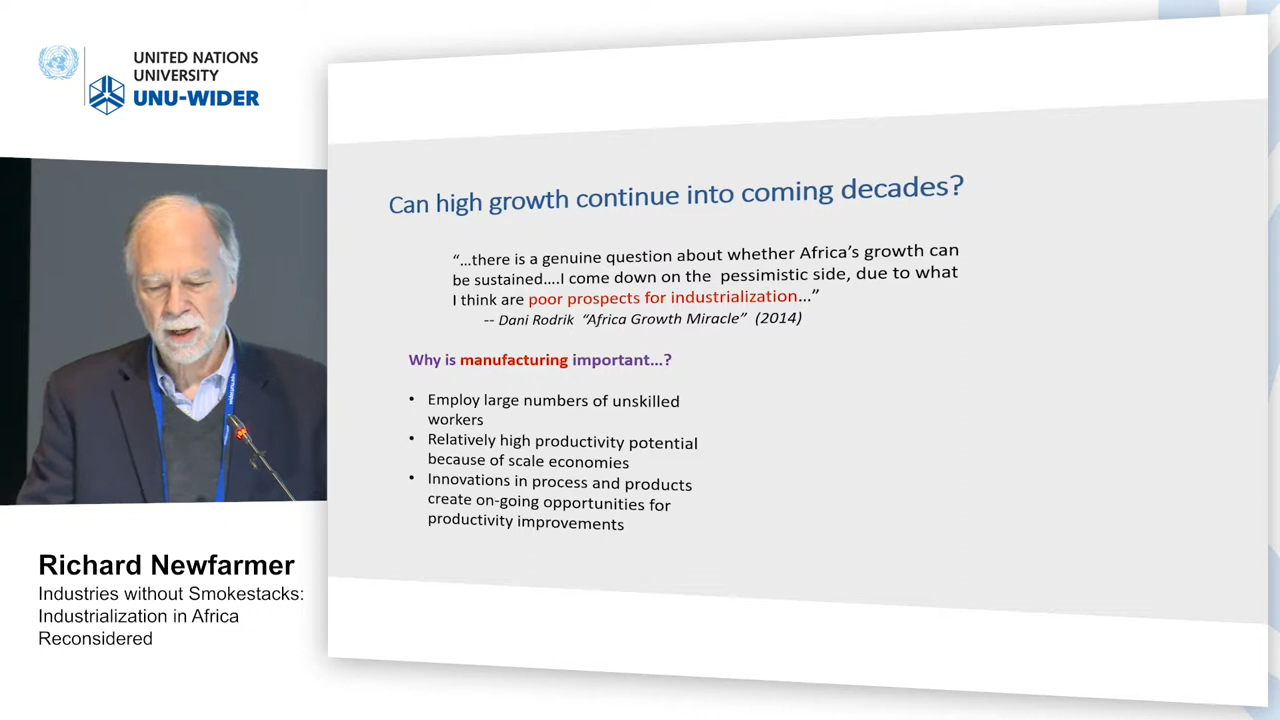 UNITED NATIONS
UNIVERSITY
UNU-WIDER
Can high growth continue into coming decades?
“…there is a genuine question about whether Africa’s growth can
be sustained….I come down on the pessimistic side, due to what
I think are poor prospects for industrialization…”
-- Dani Rodrik “Africa Growth Miracle” (2014)
Why is manufacturing important…?
• Employ large numbers of unskilled
workers
• Relatively high productivity potential
because of scale economies
• Innovations in process and products
create on-going opportunities for
productivity improvements
Richard Newfarmer
Industries without Smokestacks:
Industrialization in Africa
Reconsidered